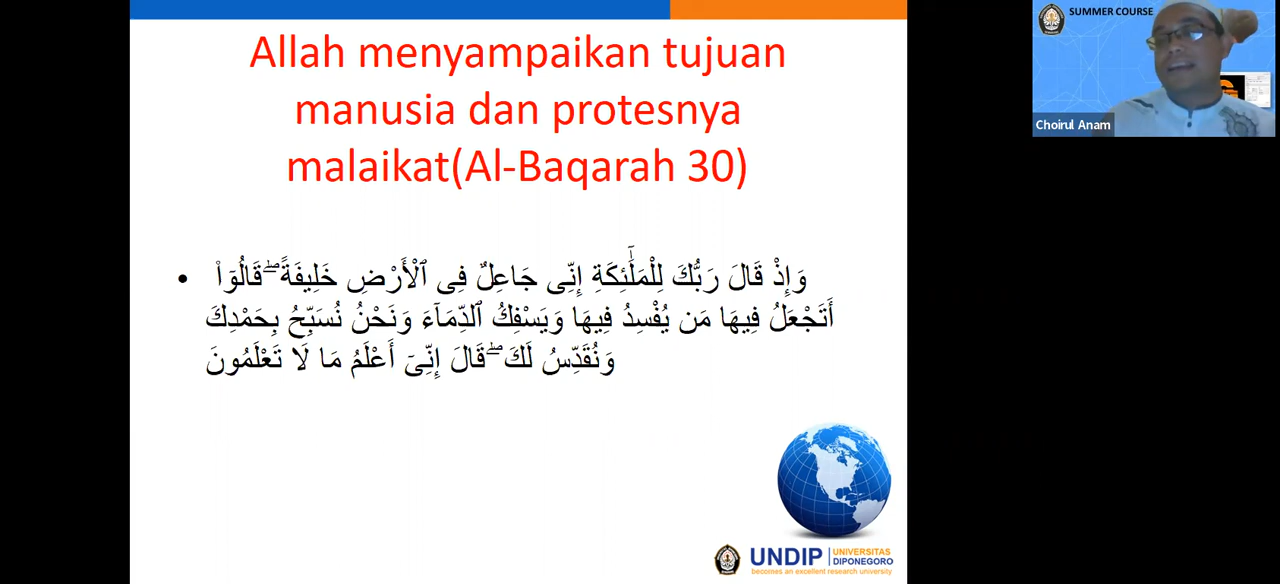 Allah menyampaikan tujuan
manusia dan protesnya
malaikat(Al-Baqarah 30)
• وَإِذْ قَالَ رَبُّكَ لِلْمَلَٰٓئِكَةِ إِنِّى جَاعِلٌ فِى ٱلْأَرْضِ خَلِيفَةً ۖ قَالُوٓا۟
أَتَجْعَلُ فِيهَا مَن يُفْسِدُ فِيهَا وَيَسْفِكُ ٱلدِّمَآءَ وَنَحْنُ نُسَبِّحُ بِحَمْدِكَ
وَنُقَدِّسُ لَكَ ۖ قَالَ إِنِّىٓ أَعْلَمُ مَا لَا تَعْلَمُونَ
UNDIP
UNIVERSITAS
DIPONEGORO
becomes an excellent research university
SUMMER COURSE
Choirul Anam